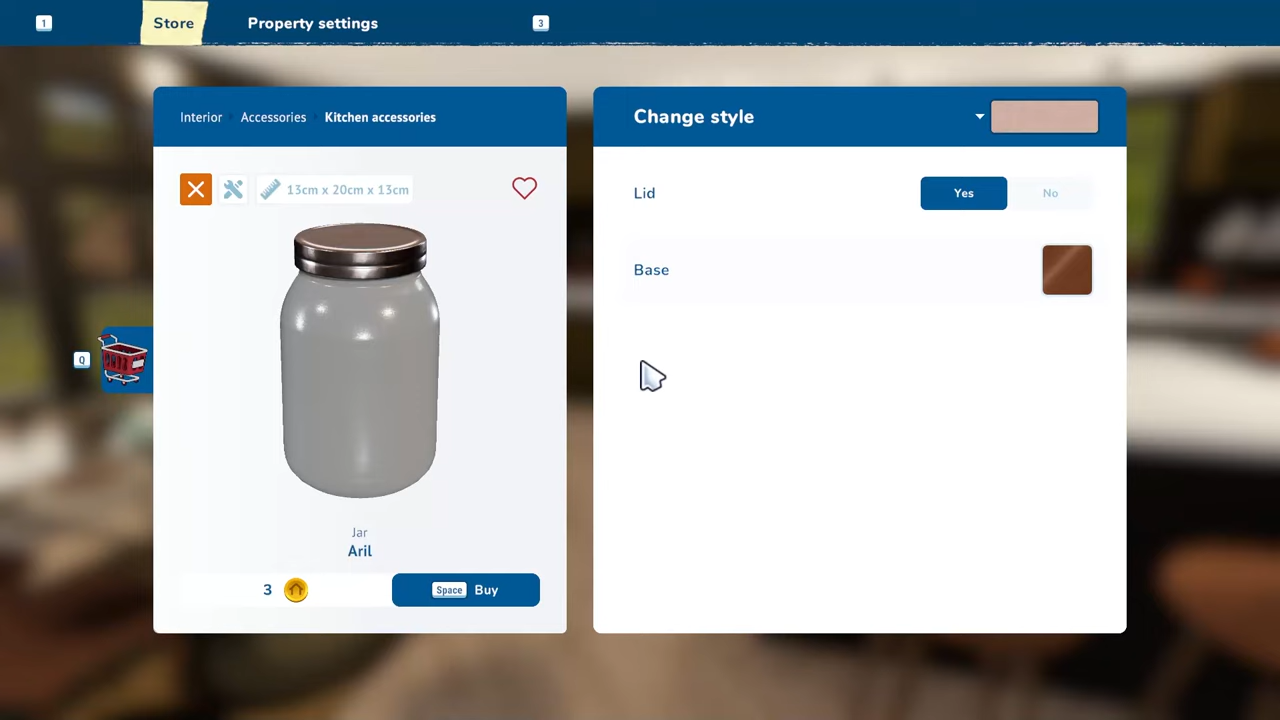 1
Store
Property settings
3
Interior Accessories Kitchen accessories
Change style
13cm x 20cm x 13cm
Lid
Yes
No
Base
Q
Jar
Aril
3
Space Buy